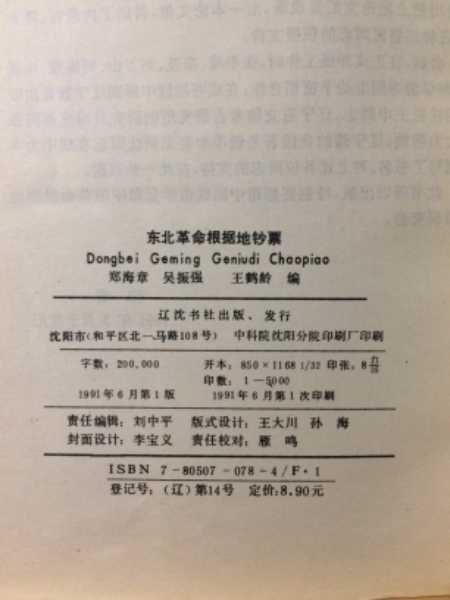 东北革命根据地钞票
Dongbei Geming Geniudi Chaopiao
郑海章 吴振强 王鹤龄 编
辽沈书社出版、发行
沈阳市(和平区北一马路108号) 中科院沈阳分院印刷厂印刷
字数: 200,000 开本: 850×1168 1/32 印张: 8
印数: 1—5000
1991年6月第1版 1991年6月第1次印刷
责任编辑: 刘中平 版式设计: 王大川 孙 海
封面设计: 李宝义 责任校对: 雁 鸣
ISBN 7-80507-078-4/F·1
登记号: (辽)第14号 定价: 8.90元